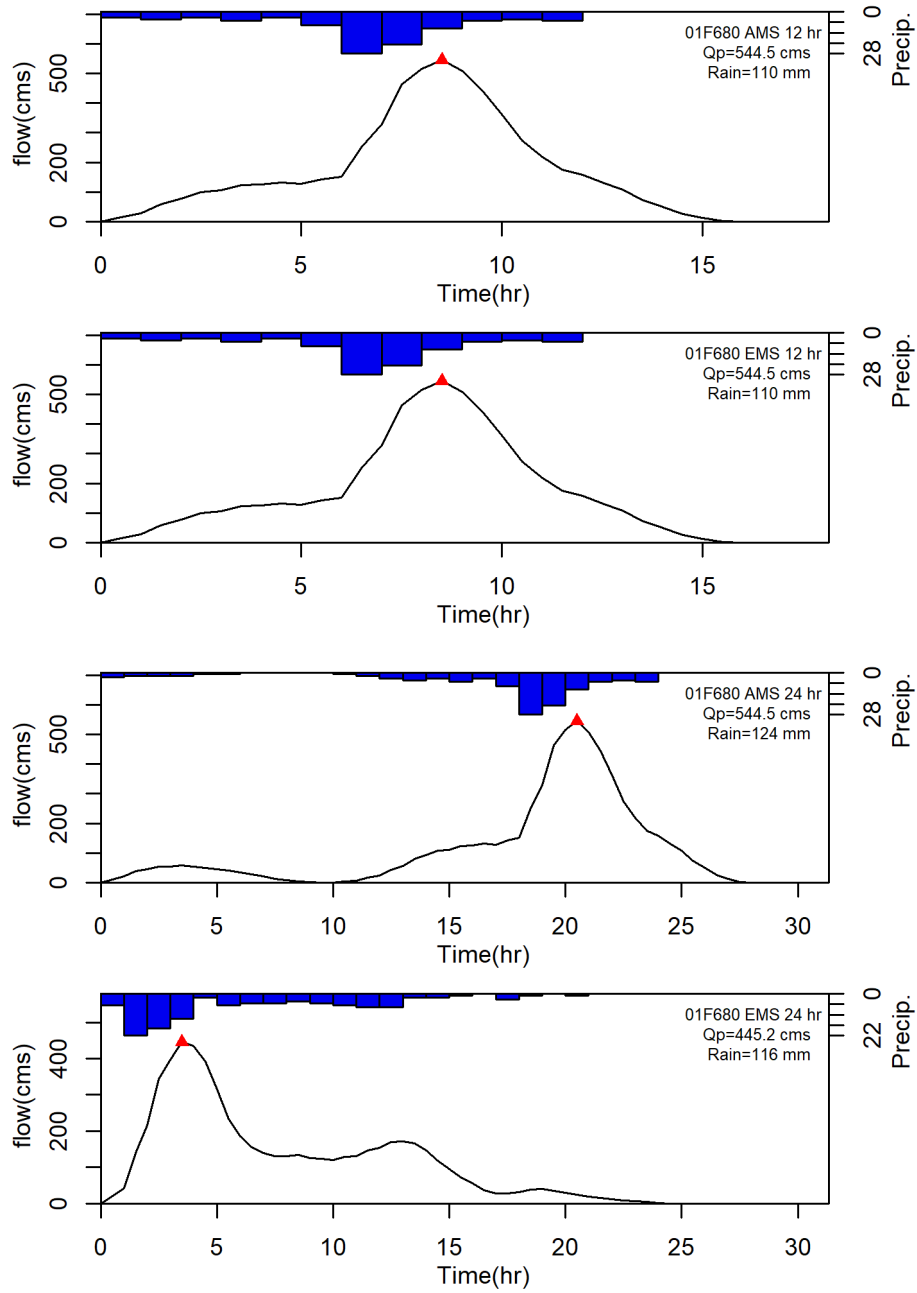 01F680 AMS 12 hr
Qp=544.5 cms
Rain=110 mm
flow(cms)
0
200
500
0
28
Precip.
0 5 10 15
Time(hr)
01F680 EMS 12 hr
Qp=544.5 cms
Rain=110 mm
flow(cms)
0
200
500
0
28
Precip.
0 5 10 15
Time(hr)
01F680 AMS 24 hr
Qp=544.5 cms
Rain=124 mm
flow(cms)
0
200
500
0
28
Precip.
0 5 10 15 20 25 30
Time(hr)
01F680 EMS 24 hr
Qp=445.2 cms
Rain=116 mm
flow(cms)
0
200
400
0
22
Precip.
0 5 10 15 20 25 30
Time(hr)